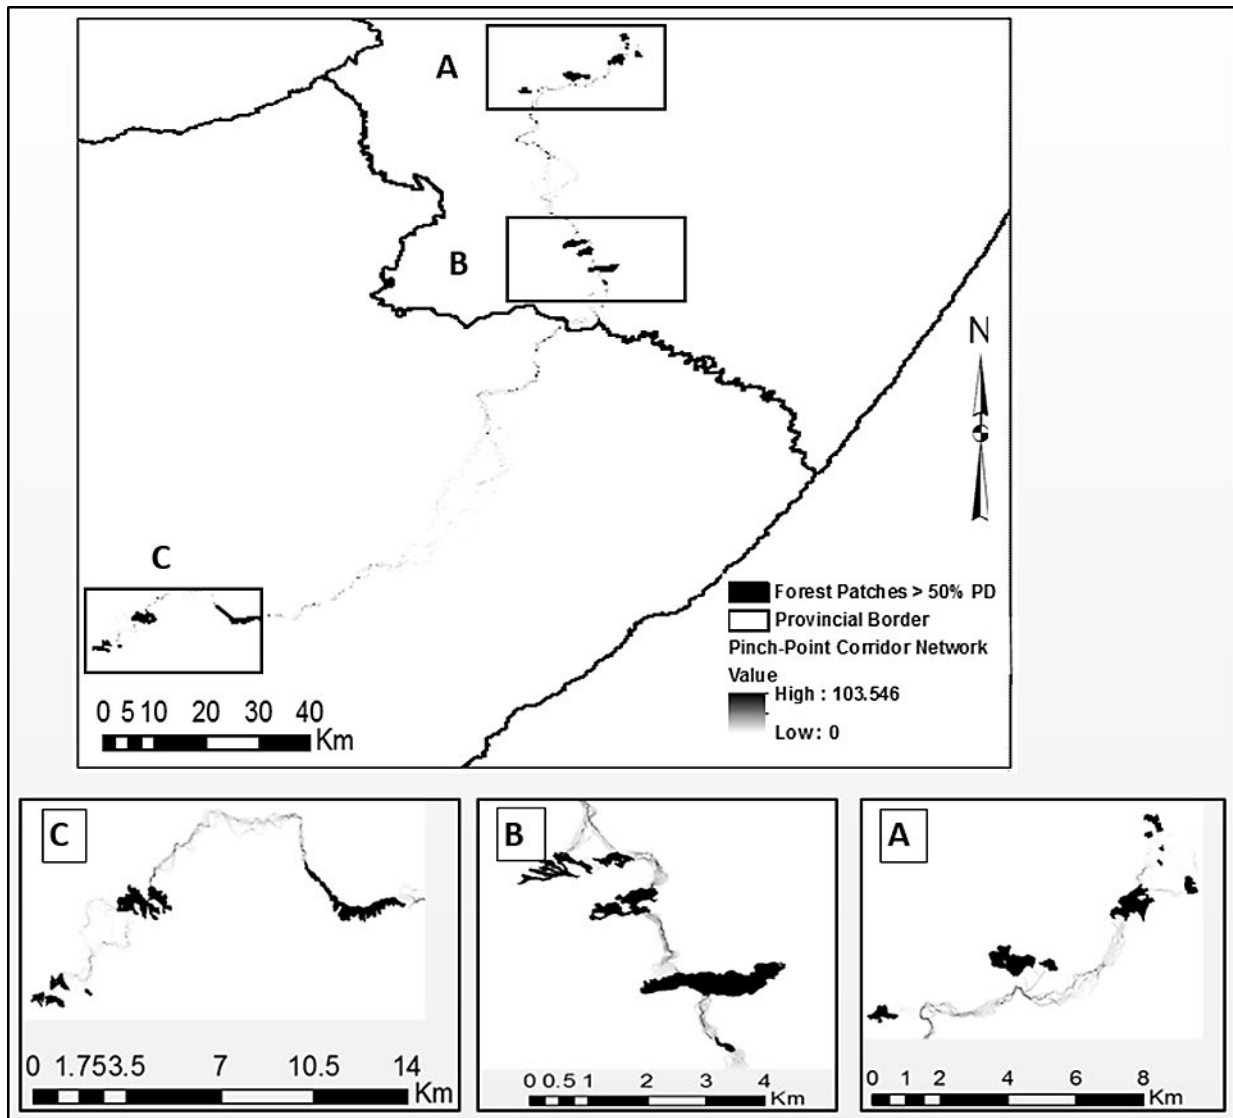 A
B
N
C
Forest Patches > 50% PD
Provincial Border
Pinch-Point Corridor Network
Value
High : 103.546
Low : 0
0 5 10 20 30 40
Km
C
B
A
0 1.753.5 7 10.5 14
Km
0 0.5 1 2 3 4
Km
0 1 2 4 6 8
Km